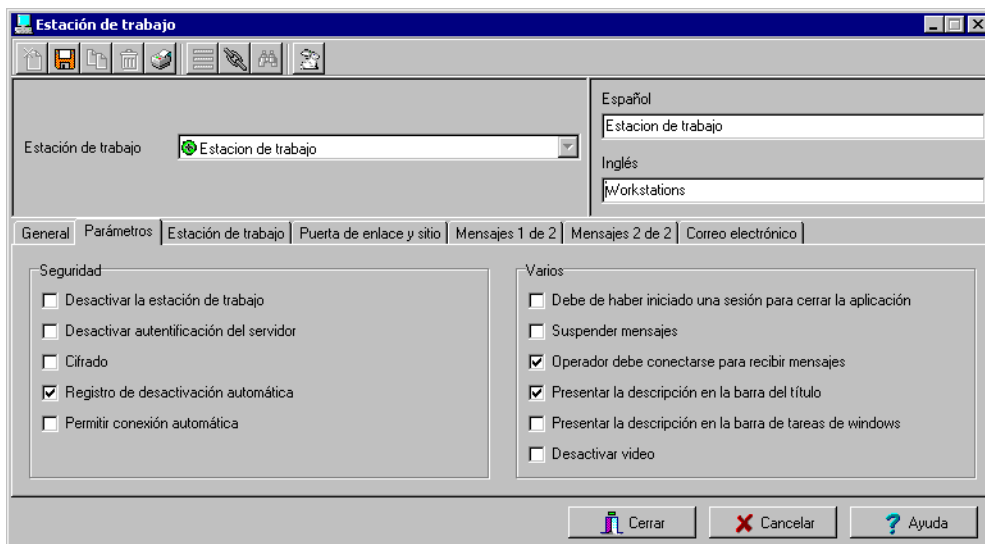 Estación de trabajo
Español
Estacion de trabajo
Estación de trabajo
Estacion de trabajo
Inglés
Workstations
General
Parámetros
Estación de trabajo
Puerta de enlace y sitio
Mensajes 1 de 2
Mensajes 2 de 2
Correo electrónico
Seguridad
Desactivar la estación de trabajo
Desactivar autentificación del servidor
Cifrado
Registro de desactivación automática
Permitir conexión automática
Varios
Debe de haber iniciado una sesión para cerrar la aplicación
Suspender mensajes
Operador debe conectarse para recibir mensajes
Presentar la descripción en la barra del título
Presentar la descripción en la barra de tareas de windows
Desactivar video
Cerrar
Cancelar
Ayuda